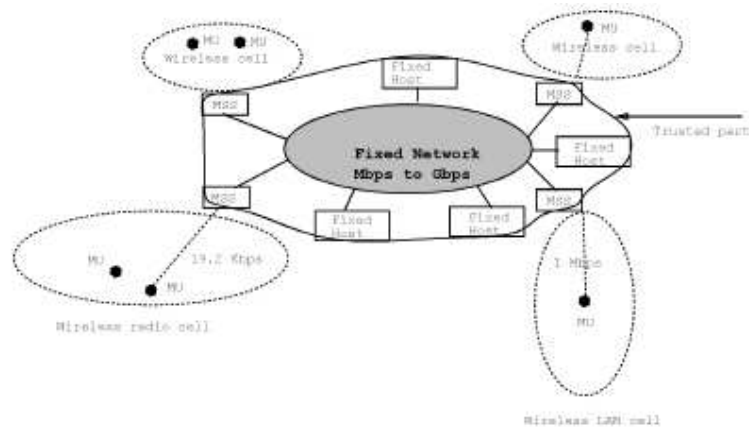 MU
MU
Wireless cell
MU
Wireless cell
Fixed
Host
MSS
MSS
Trusted part
Fixed Network
Mbps to Gbps
Fixed
Host
MSS
MSS
Fixed
Host
Fixed
Host
MU
19.2 Kbps
MU
1 Mbps
MU
Wireless radio cell
Wireless LAN cell